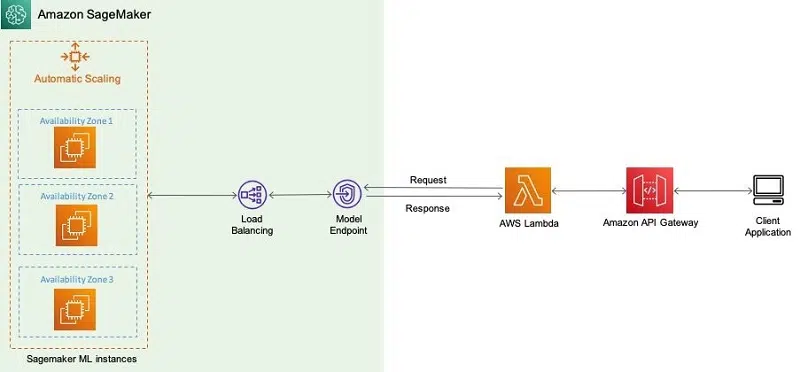 Amazon SageMaker
Automatic Scaling
Availability Zone 1
Availability Zone 2
Availability Zone 3
Sagemaker ML instances
Load
Balancing
Model
Endpoint
Request
Response
AWS Lambda
Amazon API Gateway
Client
Application